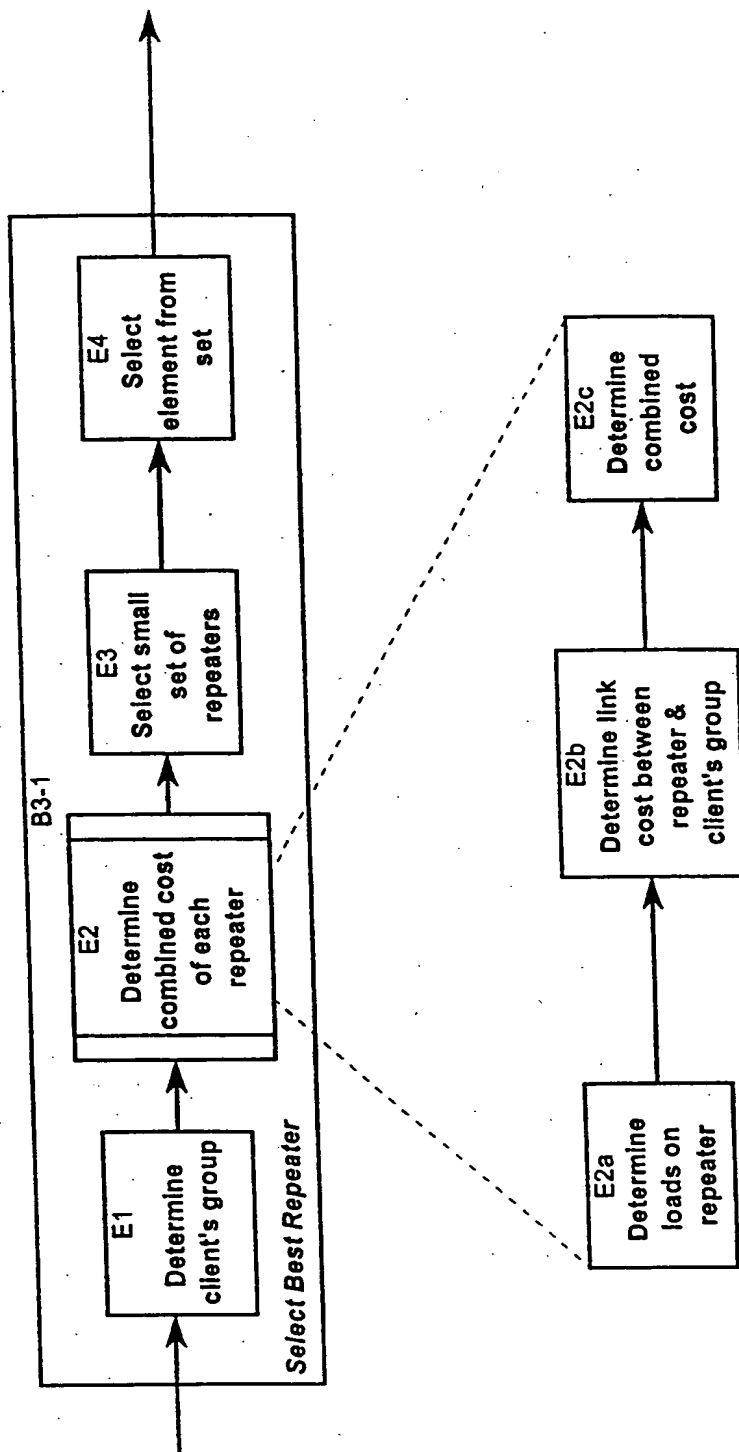 B3-1
E1
Determine
client's group
E2
Determine
combined cost
of each
repeater
E3
Select small
set of
repeaters
E4
Select
element from
set
Select Best Repeater
E2a
Determine
loads on
repeater
E2b
Determine link
cost between
repeater &
client's group
E2c
Determine
combined
cost